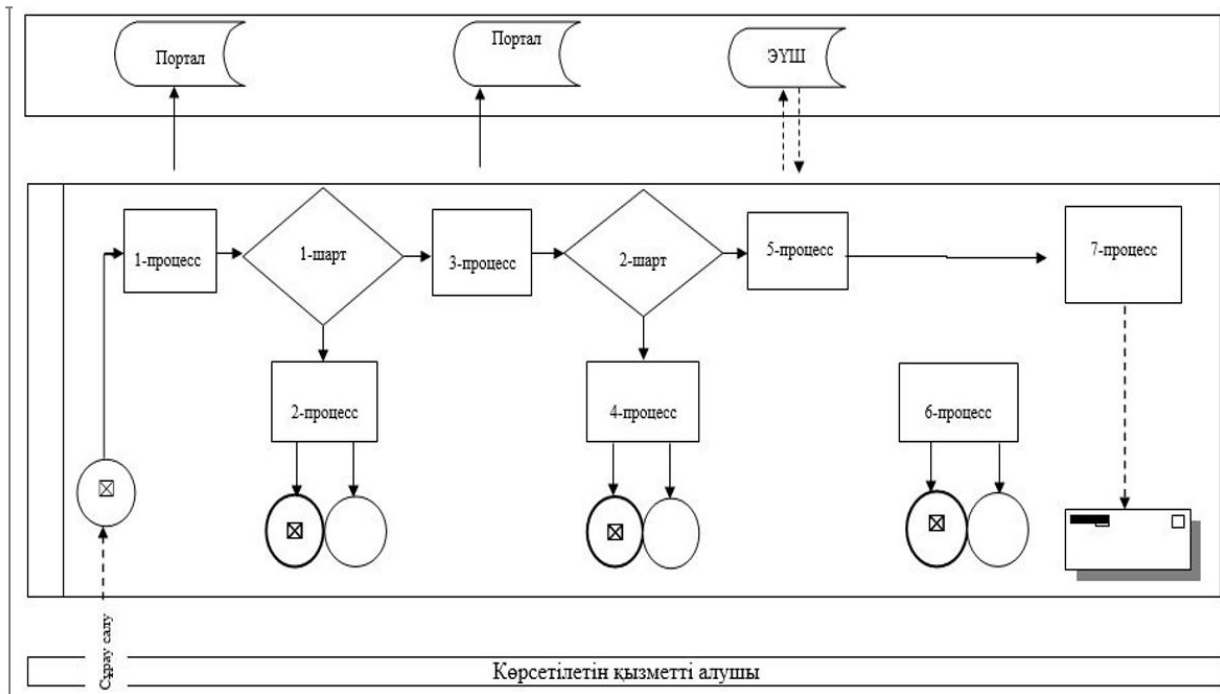 Портал
Портал
ЭҮШ
1-процесс
1-шарт
3-процесс
2-шарт
5-процесс
7-процесс
2-процесс
4-процесс
6-процесс
Сұрау салу
Көрсетілетін қызметті алушы